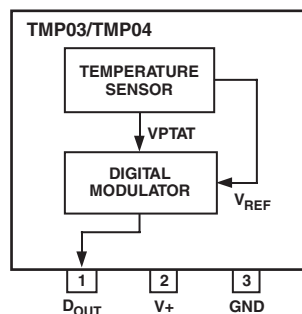 TMP03/TMP04
TEMPERATURE
SENSOR
VPTAT
DIGITAL
MODULATOR
VREF
1
2
3
DOUT
V+
GND